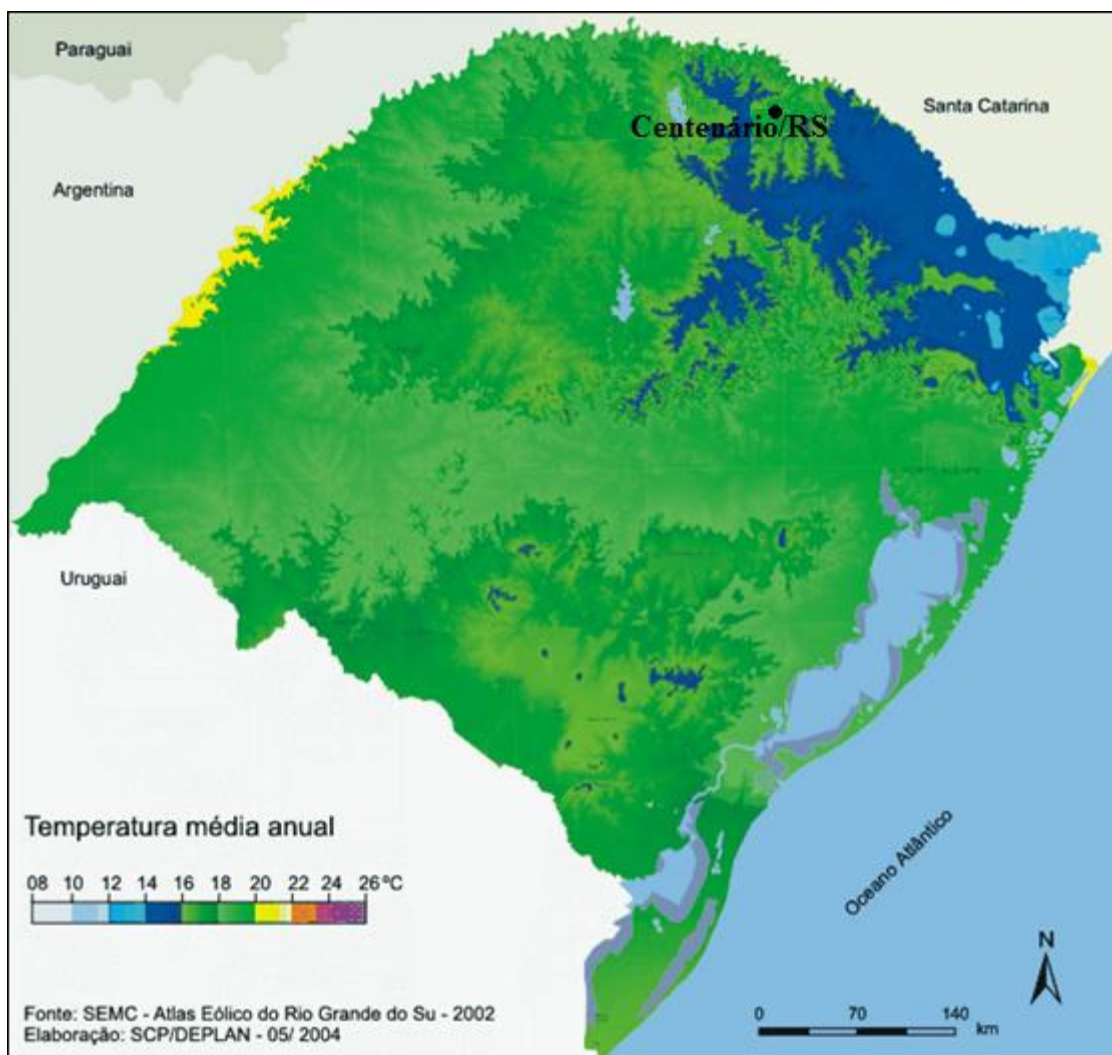 Paraguai
Santa Catarina
Centenário/RS
Argentina
Uruguai
Temperatura média anual
08 10 12 14 16 18 20 22 24 26 ºC
Oceano Atlântico
N
Fonte: SEMC - Atlas Eólico do Rio Grande do Su - 2002
Elaboração: SCP/DEPLAN - 05/ 2004
0 70 140
km